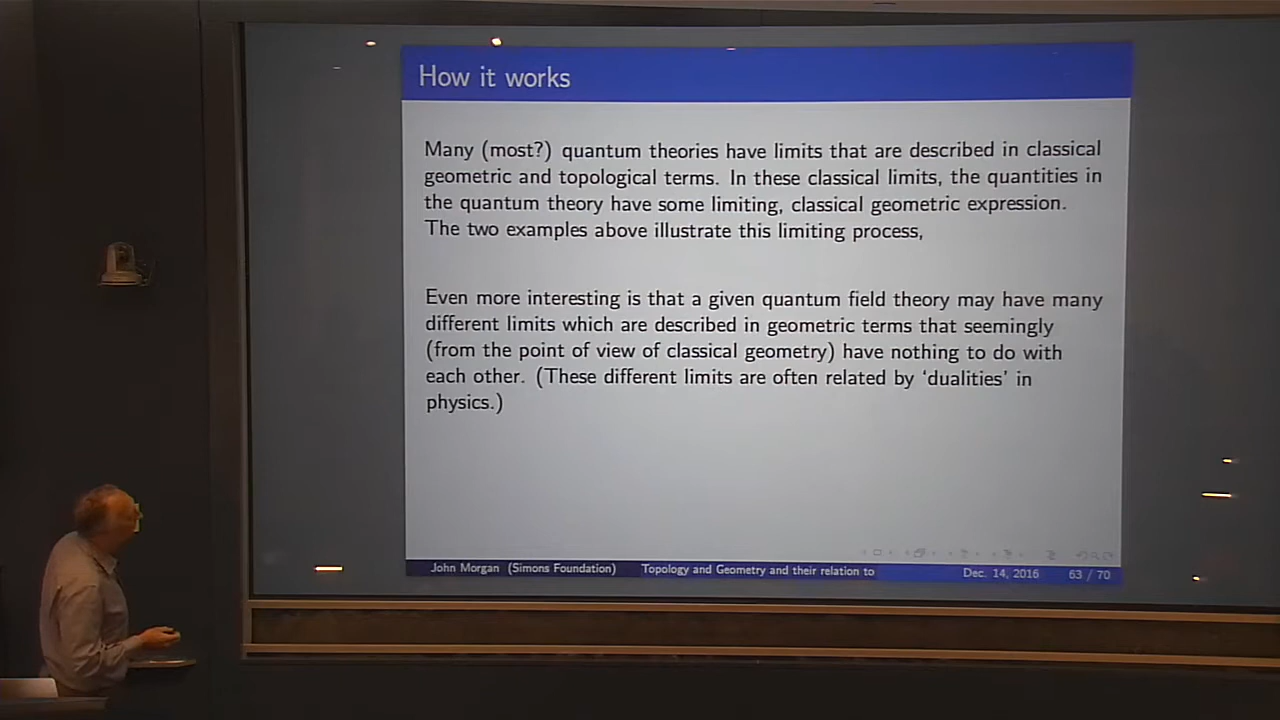 How it works
Many (most?) quantum theories have limits that are described in classical
geometric and topological terms. In these classical limits, the quantities in
the quantum theory have some limiting, classical geometric expression.
The two examples above illustrate this limiting process,
Even more interesting is that a given quantum field theory may have many
different limits which are described in geometric terms that seemingly
(from the point of view of classical geometry) have nothing to do with
each other. (These different limits are often related by ‘dualities’ in
physics.)
John Morgan (Simons Foundation) Topology and Geometry and their relation to Dec. 14, 2016 63 / 70